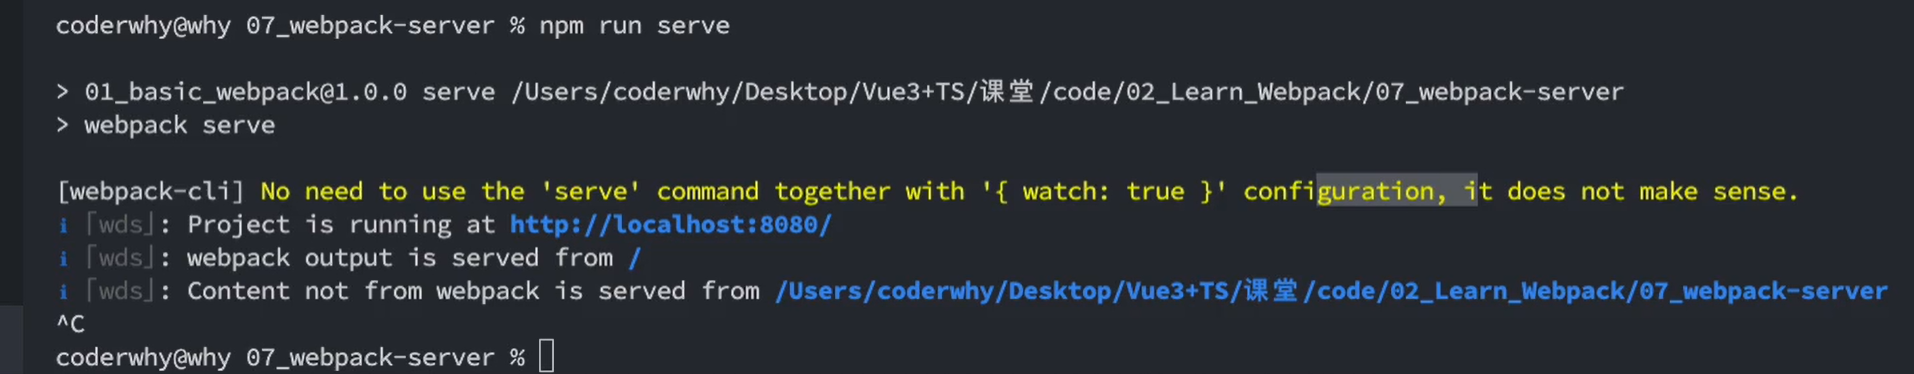 coderwhy@why 07_webpack-server % npm run serve
> 01_basic_webpack@1.0.0 serve /Users/coderwhy/Desktop/Vue3+TS/课堂/code/02_Learn_Webpack/07_webpack-server
> webpack serve
[webpack-cli] No need to use the 'serve' command together with '{ watch: true }' configuration, it does not make sense.
ℹ ｢wds｣: Project is running at http://localhost:8080/
ℹ ｢wds｣: webpack output is served from /
ℹ ｢wds｣: Content not from webpack is served from /Users/coderwhy/Desktop/Vue3+TS/课堂/code/02_Learn_Webpack/07_webpack-server
^C
coderwhy@why 07_webpack-server %